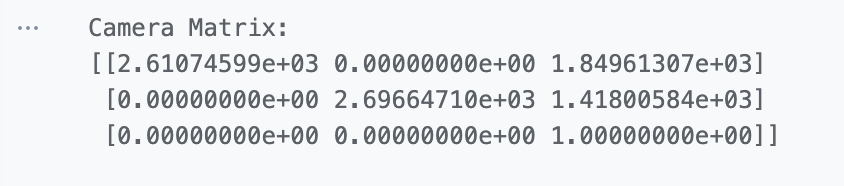 ... Camera Matrix:
[[2.61074599e+03 0.00000000e+00 1.84961307e+03]
[0.00000000e+00 2.69664710e+03 1.41800584e+03]
[0.00000000e+00 0.00000000e+00 1.00000000e+00]]